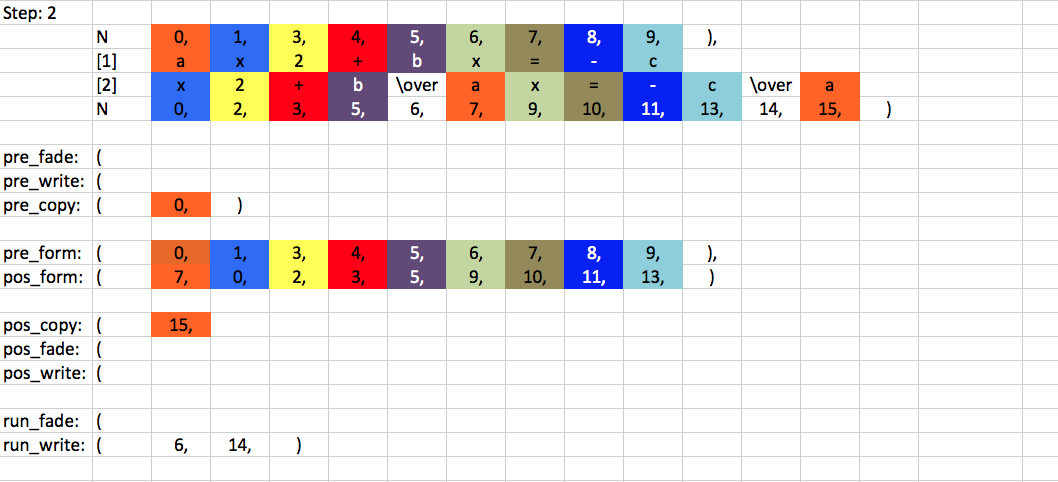 Step: 2
N 0, 1, 3, 4, 5, 6, 7, 8, 9, ),
[1] a x 2 + b x = - c
[2] x 2 + b \over a x = - c \over a
N 0, 2, 3, 5, 6, 7, 9, 10, 11, 13, 14, 15, )
pre_fade: (
pre_write: (
pre_copy: ( 0, )
pre_form: ( 0, 1, 3, 4, 5, 6, 7, 8, 9, ),
pos_form: ( 7, 0, 2, 3, 5, 9, 10, 11, 13, )
pos_copy: ( 15,
pos_fade: (
pos_write: (
run_fade: (
run_write: ( 6, 14, )